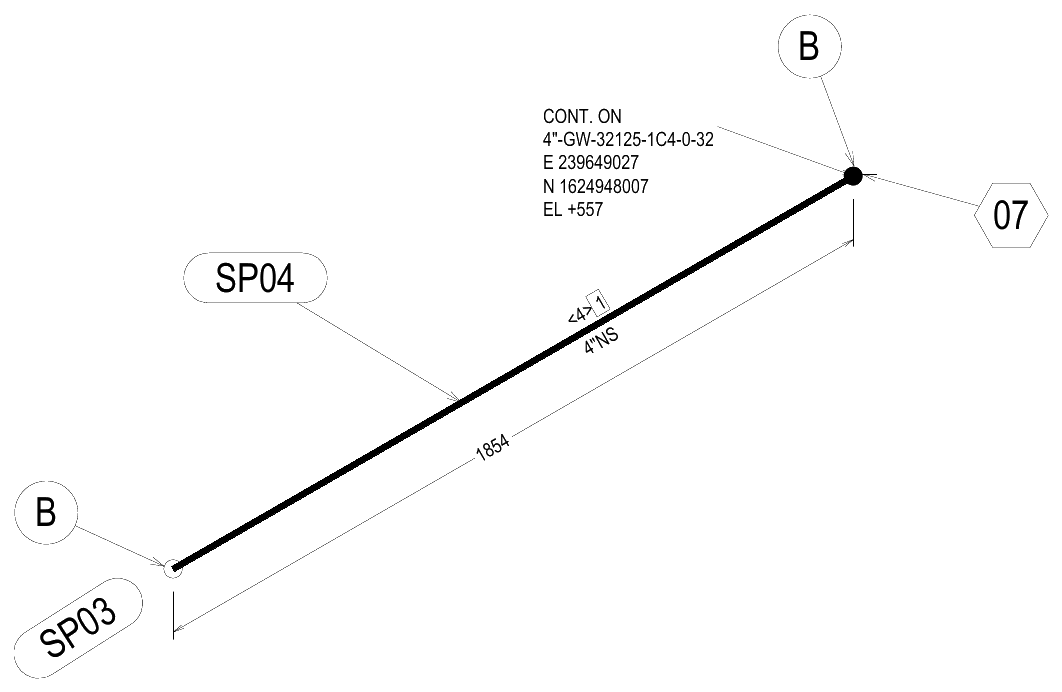 B
CONT. ON
4"-GW-32125-1C4-0-32
E 239649027
N 1624948007
EL +557
07
SP04
<4> 1
4"NS
1854
B
SP03